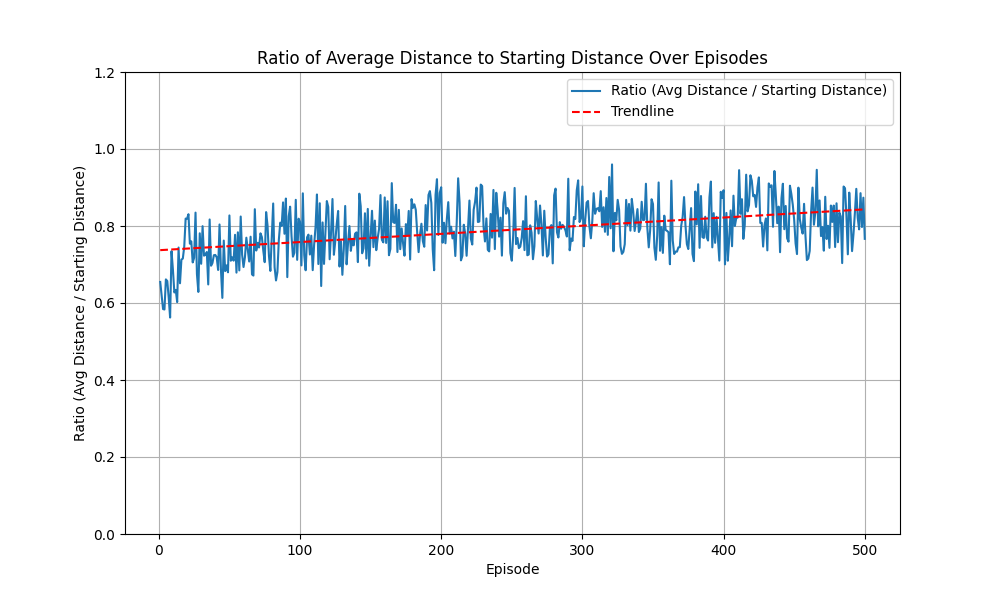 Ratio of Average Distance to Starting Distance Over Episodes
Ratio (Avg Distance / Starting Distance)
Trendline
1.2
1.0
0.8
0.6
0.4
0.2
0.0
Ratio (Avg Distance / Starting Distance)
0
100
200
300
400
500
Episode